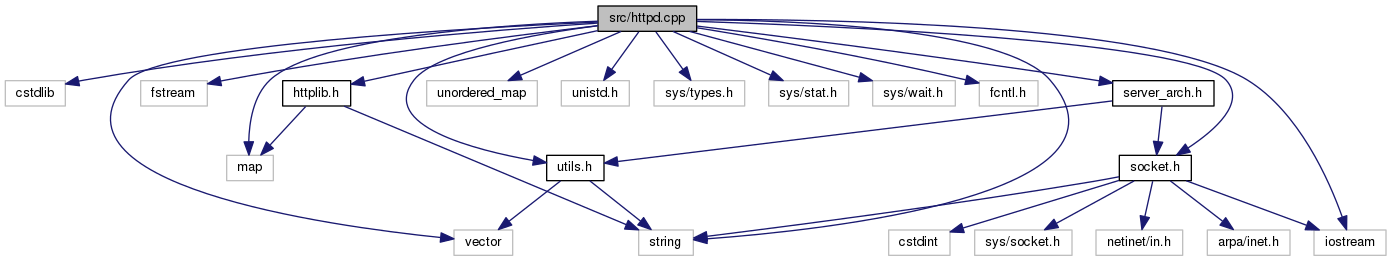 src/httpd.cpp
cstdlib
fstream
httplib.h
unordered_map
unistd.h
sys/types.h
sys/stat.h
sys/wait.h
fcntl.h
server_arch.h
map
utils.h
socket.h
vector
string
cstdint
sys/socket.h
netinet/in.h
arpa/inet.h
iostream